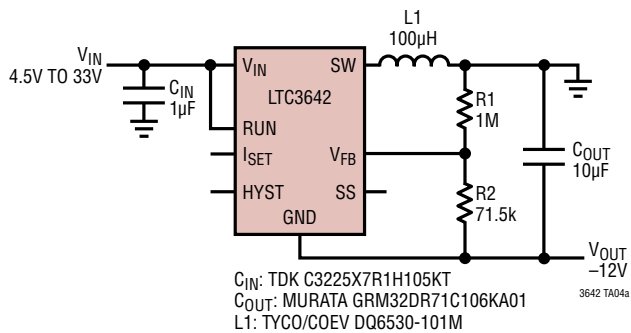 L1
100µH
V_IN
4.5V TO 33V
V_IN
SW
C_IN
1µF
LTC3642
R1
1M
RUN
I_SET
V_FB
C_OUT
10µF
HYST
SS
R2
71.5k
GND
V_OUT
–12V
C_IN: TDK C3225X7R1H105KT
C_OUT: MURATA GRM32DR71C106KA01
L1: TYCO/COEV DQ6530-101M
3642 TA04a